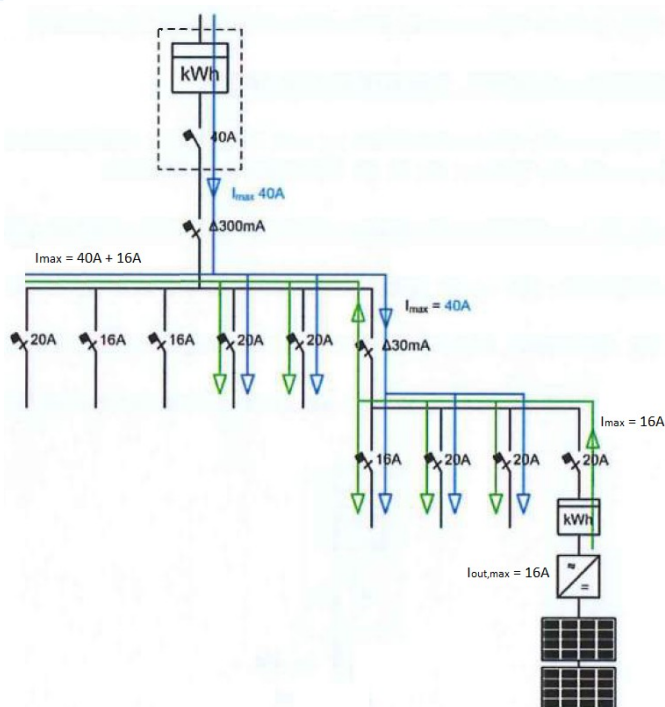 kWh
40A
Imax 40A
Δ300mA
Imax = 40A + 16A
Imax = 40A
20A
16A
16A
20A
20A
Δ30mA
Imax = 16A
16A
20A
20A
20A
kWh
Iout,max = 16A
≈
=